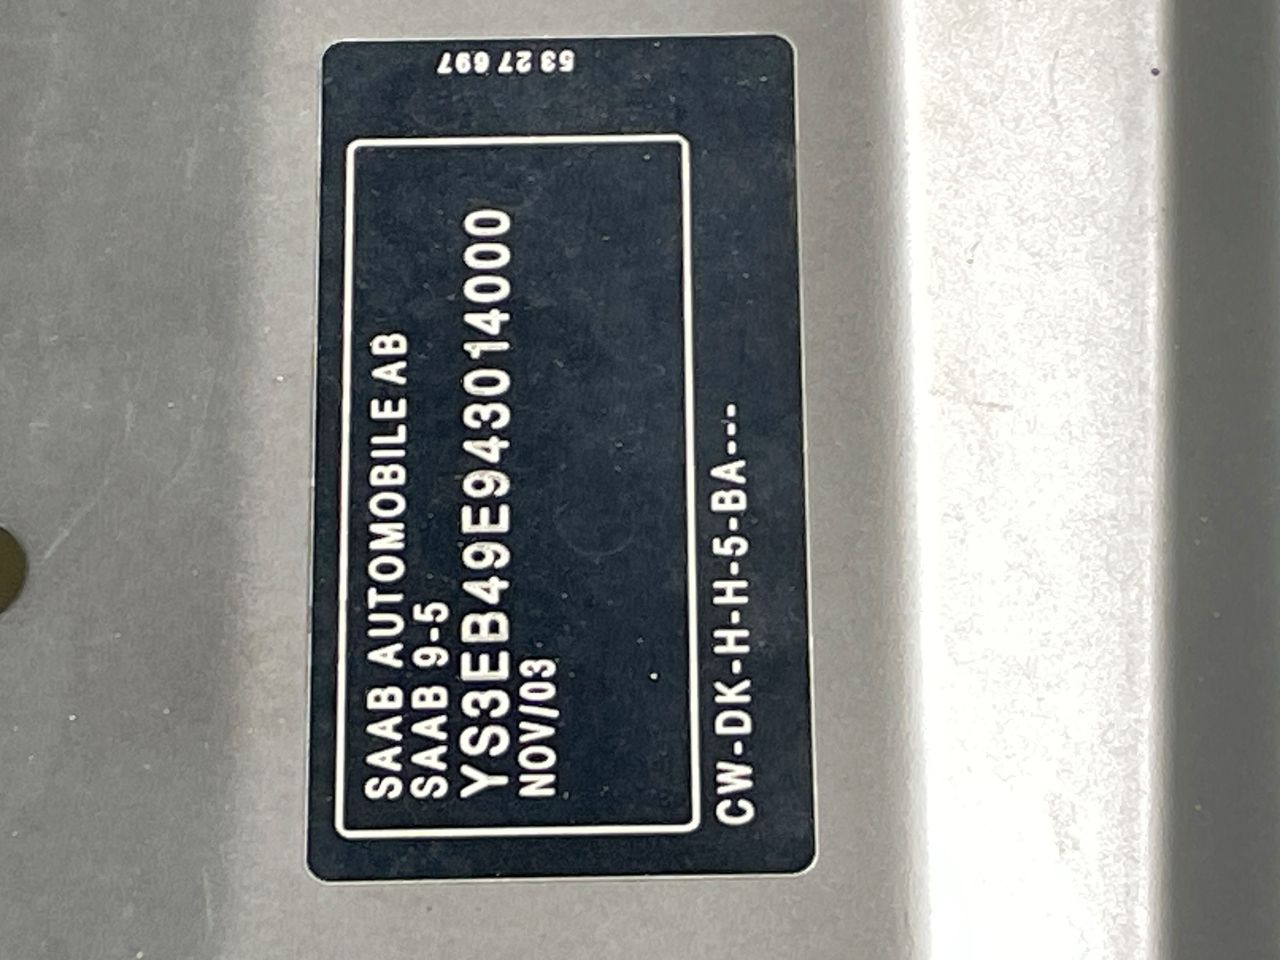 SAAB AUTOMOBILE AB
SAAB 9-5
YS3EB49E943014000
NOV/03
CW-DK-H-H-5-BA---
53 27 697